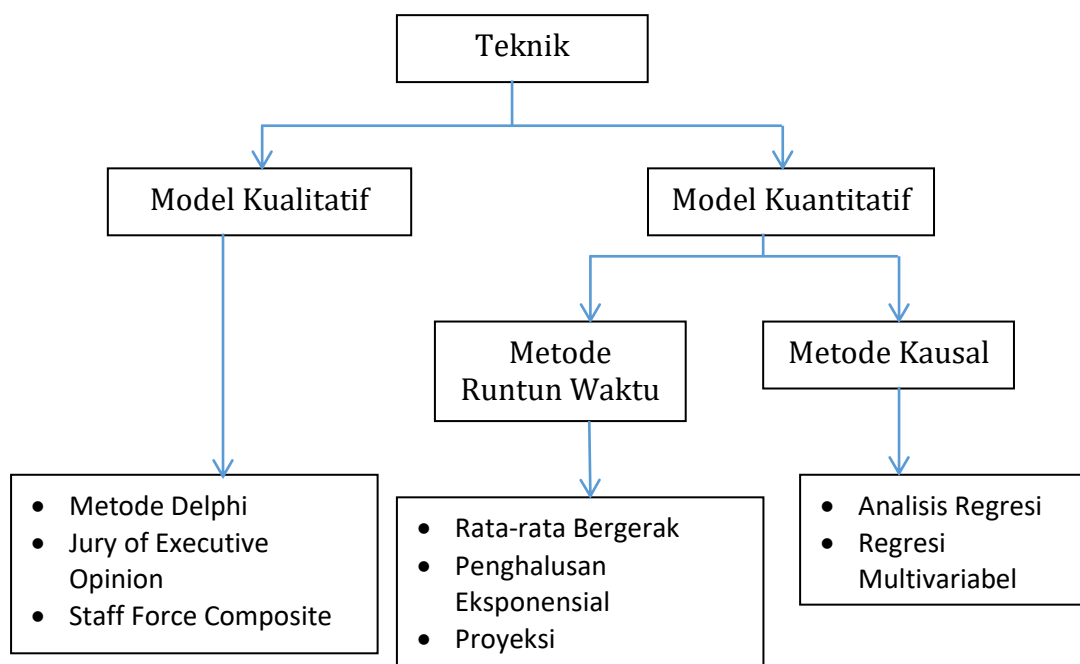 Teknik
Model Kualitatif
Model Kuantitatif
Metode
Runtun Waktu
Metode Kausal
• Metode Delphi
• Jury of Executive
Opinion
• Staff Force Composite
• Rata-rata Bergerak
• Penghalusan
Eksponensial
• Proyeksi
• Analisis Regresi
• Regresi
Multivariabel